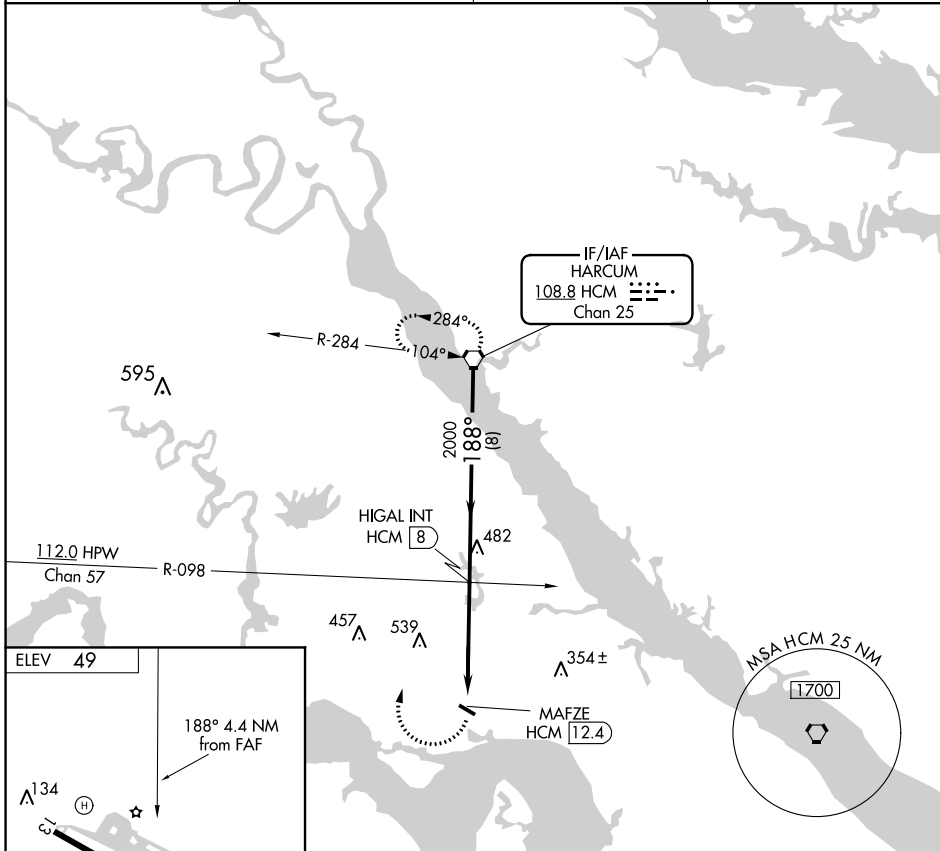 IF/IAF
HARCUM
108.8 HCM
Chan 25
284°
R-284
104°
595
2000
188°
(8)
HIGAL INT
HCM 8
482
112.0 HPW
Chan 57
R-098
457
539
354±
MSA HCM 25 NM
1700
MAFZE
HCM 12.4
ELEV 49
188° 4.4 NM
from FAF
134
H
13